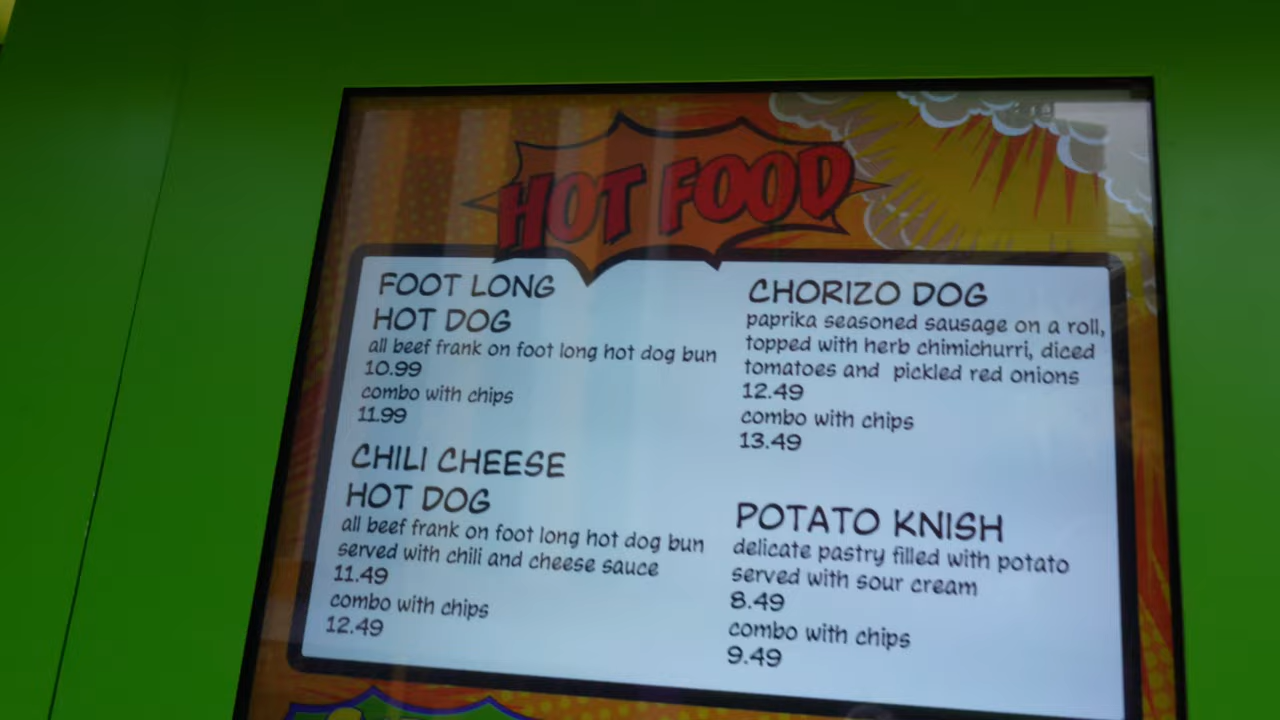 HOT FOOD
FOOT LONG
HOT DOG
all beef frank on foot long hot dog bun
10.99
combo with chips
11.99
CHILI CHEESE
HOT DOG
all beef frank on foot long hot dog bun
served with chili and cheese sauce
11.49
combo with chips
12.49
CHORIZO DOG
paprika seasoned sausage on a roll,
topped with herb chimichurri, diced
tomatoes and pickled red onions
12.49
combo with chips
13.49
POTATO KNISH
delicate pastry filled with potato
served with sour cream
8.49
combo with chips
9.49